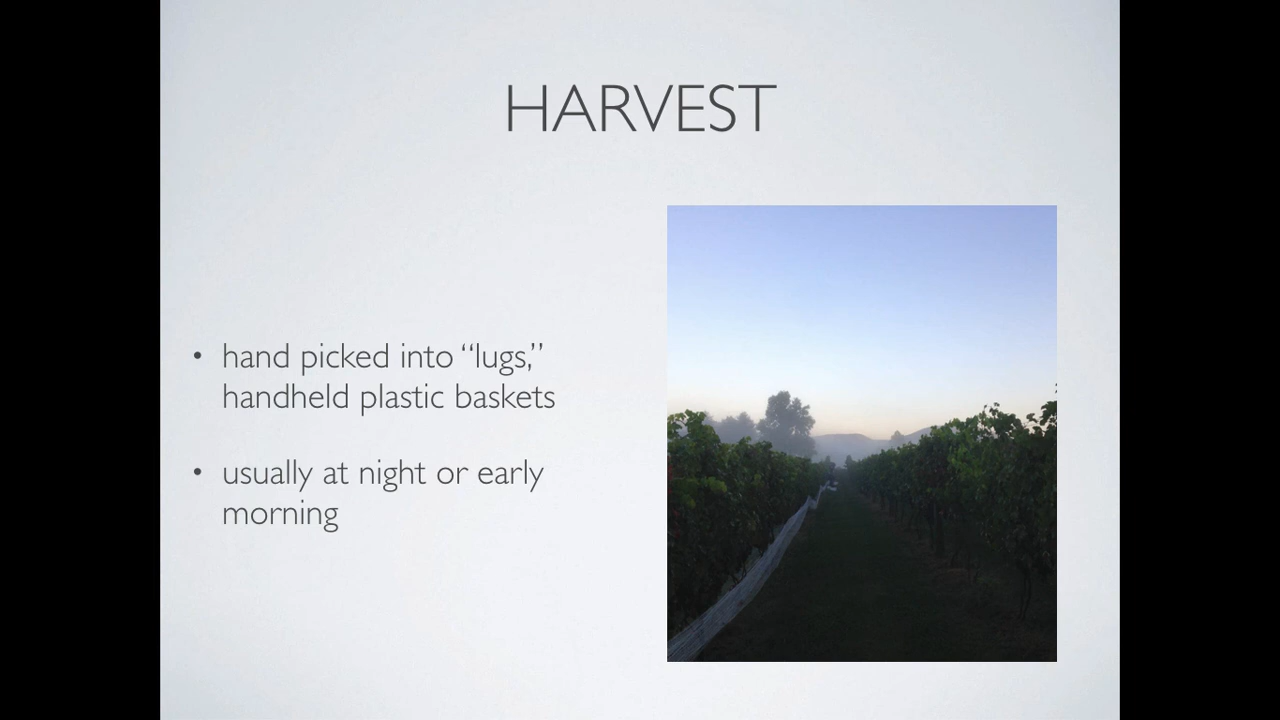 HARVEST
• hand picked into “lugs,”
handheld plastic baskets
• usually at night or early
morning